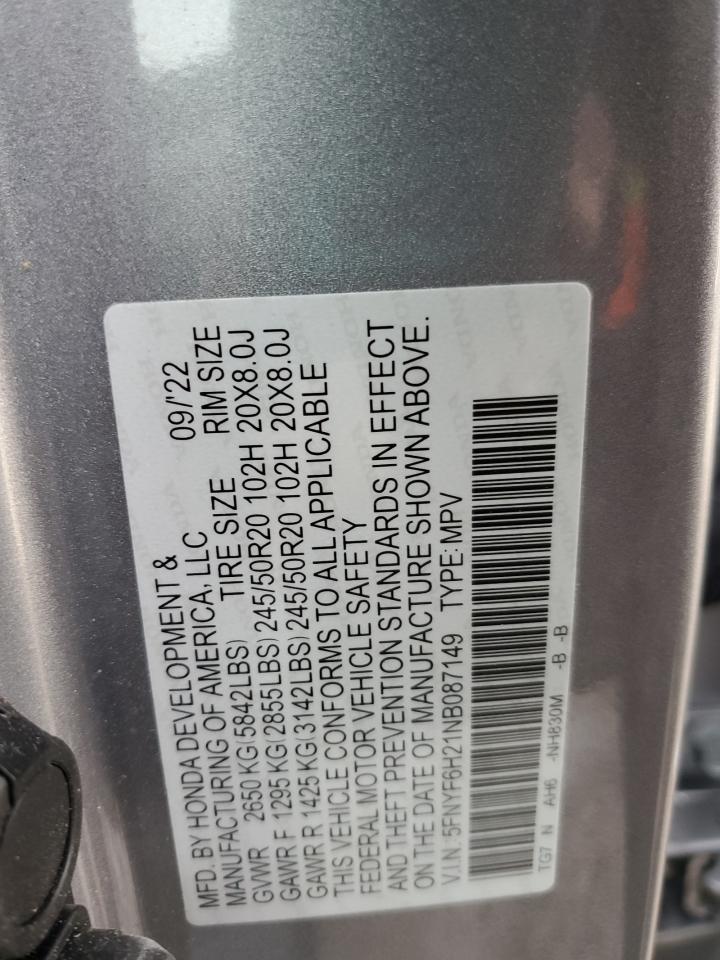 MFD. BY HONDA DEVELOPMENT & 09/'22
MANUFACTURING OF AMERICA, LLC
GVWR 2650 KG(5842LBS) TIRE SIZE RIM SIZE
GAWR F 1295 KG(2855LBS) 245/50R20 102H 20X8.0J
GAWR R 1425 KG(3142LBS) 245/50R20 102H 20X8.0J
THIS VEHICLE CONFORMS TO ALL APPLICABLE
FEDERAL MOTOR VEHICLE SAFETY
AND THEFT PREVENTION STANDARDS IN EFFECT
ON THE DATE OF MANUFACTURE SHOWN ABOVE.
V.I.N.: 5FNYF6H21NB087149 TYPE: MPV
TG7 N AH6 -NH830M -B -B